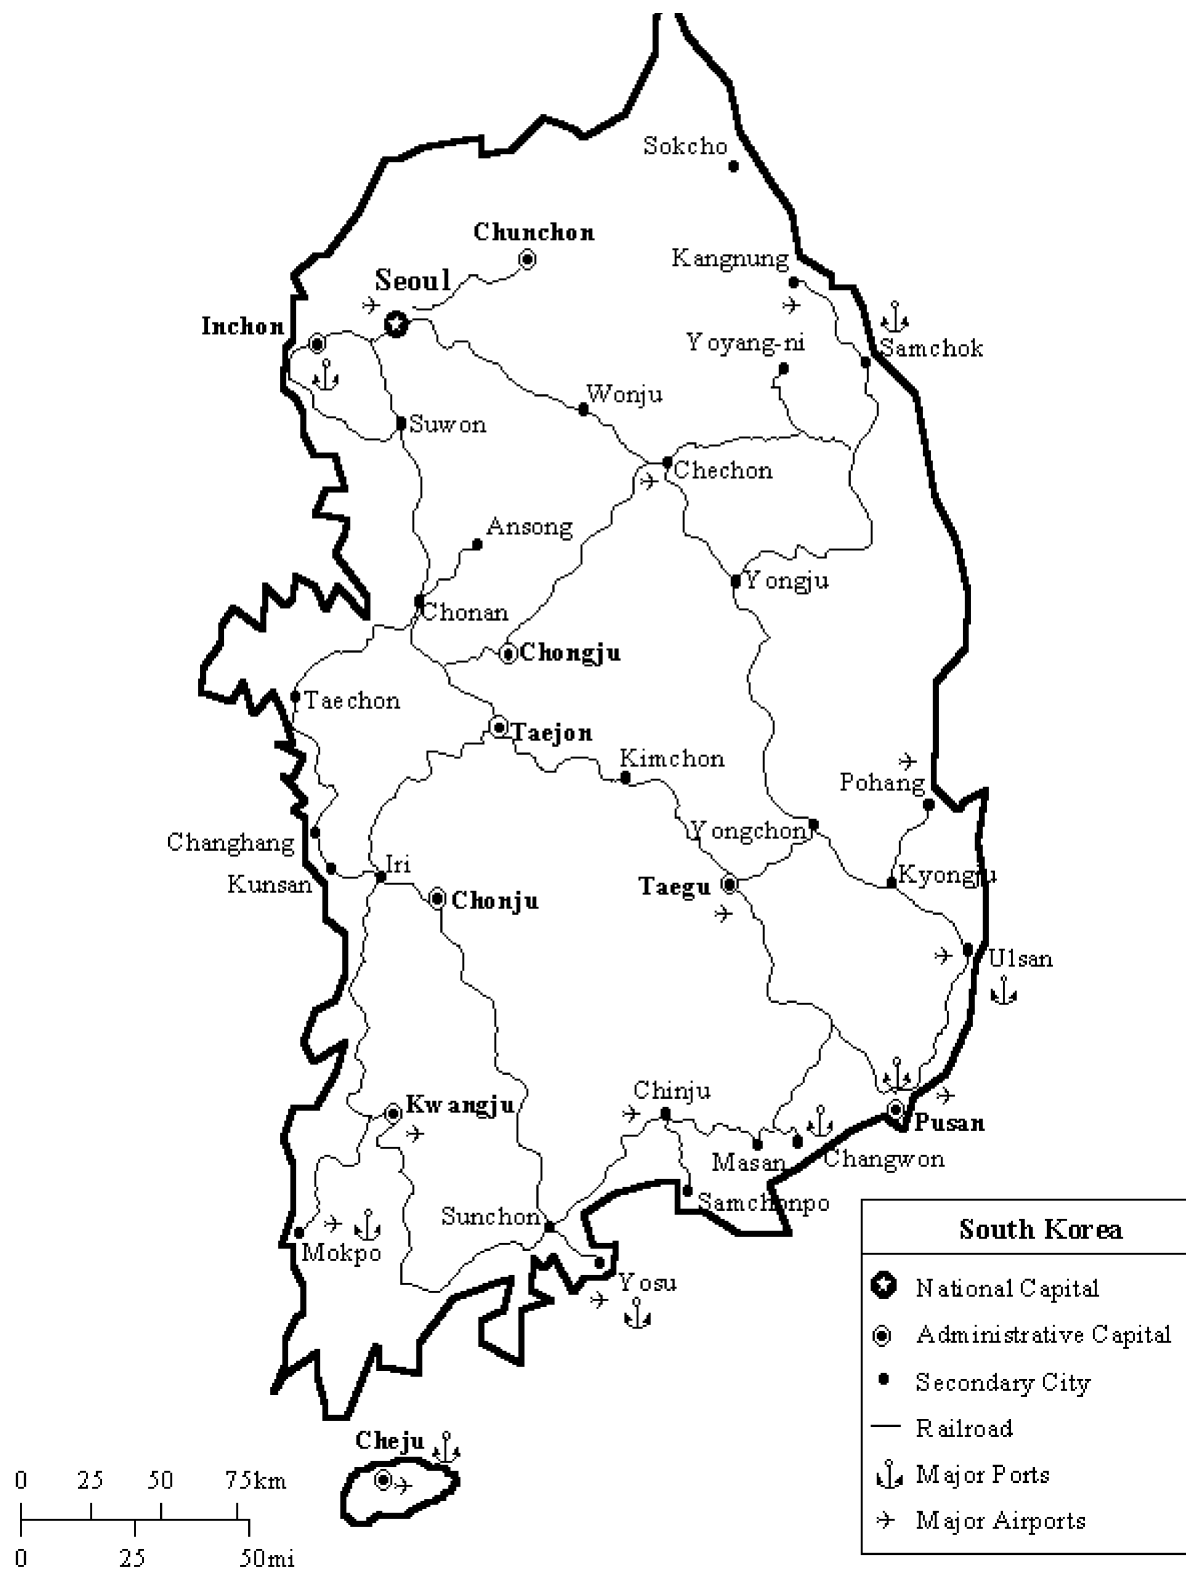 Sokcho
Chunchon
Kangnung
Seoul
Inchon
Yoyang-ni
Samchok
Wonju
Suwon
Chechon
Ansong
Yongju
Chonan
Chongju
Taechon
Taejon
Kimchon
Pohang
Yongchon
Changhang
Iri
Kunsan
Kyongju
Taegu
Chonju
Ulsan
Chinju
Kwangju
Pusan
Masan
Changwon
Samchonpo
Sunchon
Mokpo
Yosu
Cheju
South Korea
National Capital
Administrative Capital
Secondary City
Railroad
Major Ports
Major Airports
0 25 50 75km
0 25 50mi